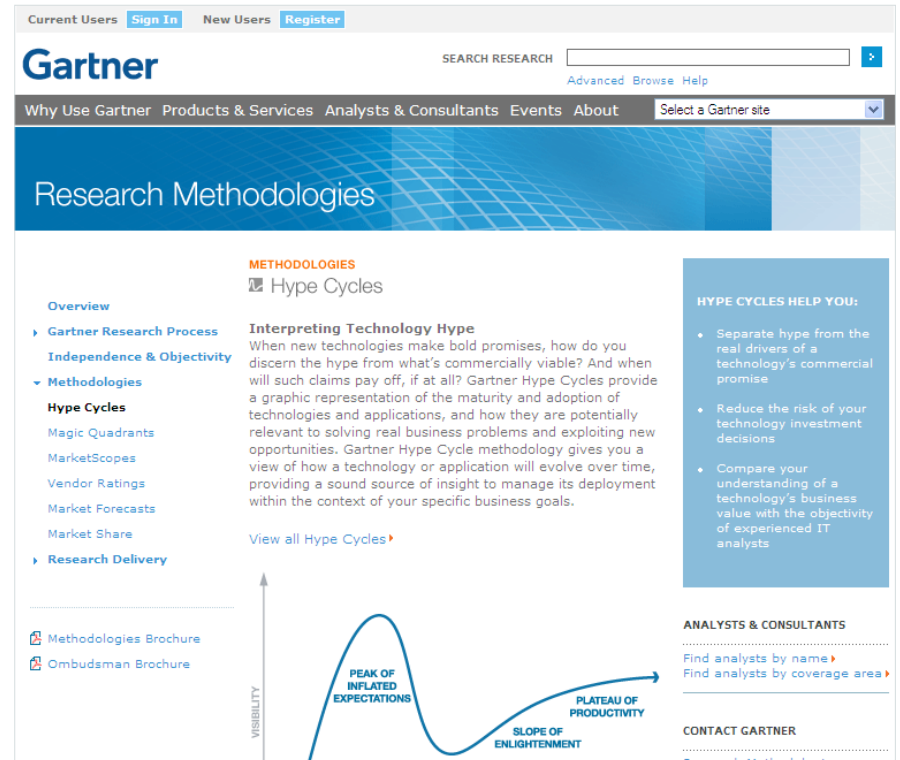 Current Users Sign In New Users Register
Gartner
SEARCH RESEARCH
Advanced Browse Help
Why Use Gartner Products & Services Analysts & Consultants Events About Select a Gartner site
Research Methodologies
Overview
Gartner Research Process
Independence & Objectivity
Methodologies
Hype Cycles
Magic Quadrants
MarketScopes
Vendor Ratings
Market Forecasts
Market Share
Research Delivery
Methodologies Brochure
Ombudsman Brochure
METHODOLOGIES
Hype Cycles
Interpreting Technology Hype
When new technologies make bold promises, how do you
discern the hype from what's commercially viable? And when
will such claims pay off, if at all? Gartner Hype Cycles provide
a graphic representation of the maturity and adoption of
technologies and applications, and how they are potentially
relevant to solving real business problems and exploiting new
opportunities. Gartner Hype Cycle methodology gives you a
view of how a technology or application will evolve over time,
providing a sound source of insight to manage its deployment
within the context of your specific business goals.
View all Hype Cycles
VISIBILITY
PEAK OF
INFLATED
EXPECTATIONS
PLATEAU OF
PRODUCTIVITY
SLOPE OF
ENLIGHTENMENT
HYPE CYCLES HELP YOU:
• Separate hype from the
real drivers of a
technology's commercial
promise
• Reduce the risk of your
technology investment
decisions
• Compare your
understanding of a
technology's business
value with the objectivity
of experienced IT
analysts
ANALYSTS & CONSULTANTS
Find analysts by name
Find analysts by coverage area
CONTACT GARTNER